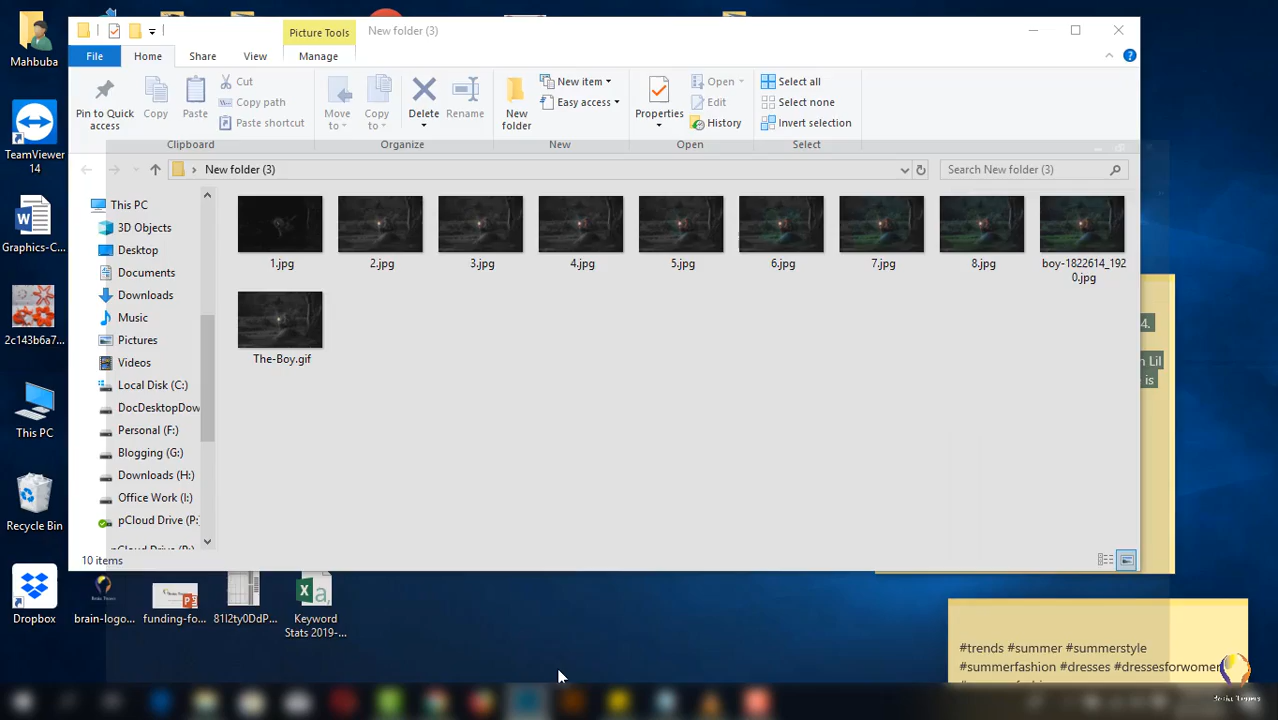 Picture Tools
New folder (3)
File
Home
Share
View
Manage
Pin to Quick access
Copy
Paste
Cut
Copy path
Paste shortcut
Clipboard
Move to
Copy to
Delete
Rename
Organize
New folder
New item
Easy access
New
Properties
Open
Edit
History
Open
Select all
Select none
Invert selection
Select
New folder (3)
Search New folder (3)
This PC
3D Objects
Desktop
Documents
Downloads
Music
Pictures
Videos
Local Disk (C:)
DocDesktopDow
Personal (F:)
Blogging (G:)
Downloads (H:)
Office Work (I:)
pCloud Drive (P:
1.jpg
2.jpg
3.jpg
4.jpg
5.jpg
6.jpg
7.jpg
8.jpg
boy-1822614_192
0.jpg
The-Boy.gif
10 items
Mahbuba
TeamViewer
14
Graphics-C...
2c143b6a7...
This PC
Recycle Bin
Dropbox
brain-logo...
funding-fo...
81I2ty0DdP...
Keyword
Stats 2019-...
4.
n Lil
is
#trends #summer #summerstyle
#summerfashion #dresses #dressesforwomen